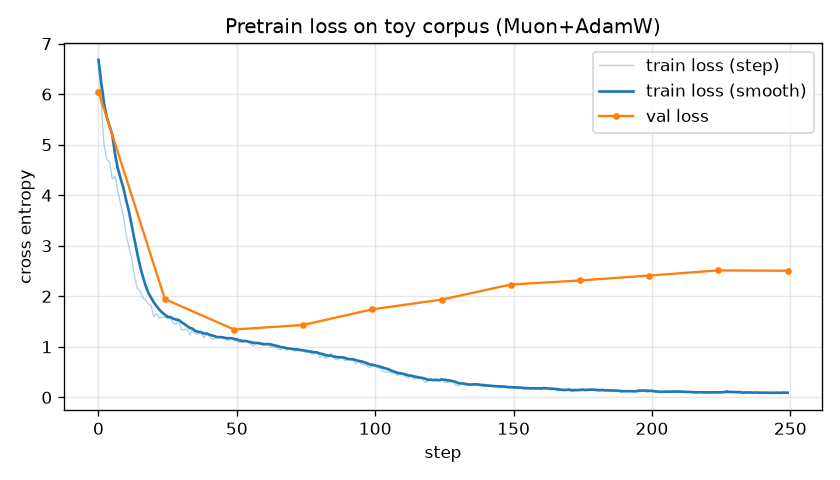 Pretrain loss on toy corpus (Muon+AdamW)
train loss (step)
train loss (smooth)
val loss
cross entropy
7
6
5
4
3
2
1
0
0 50 100 150 200 250
step